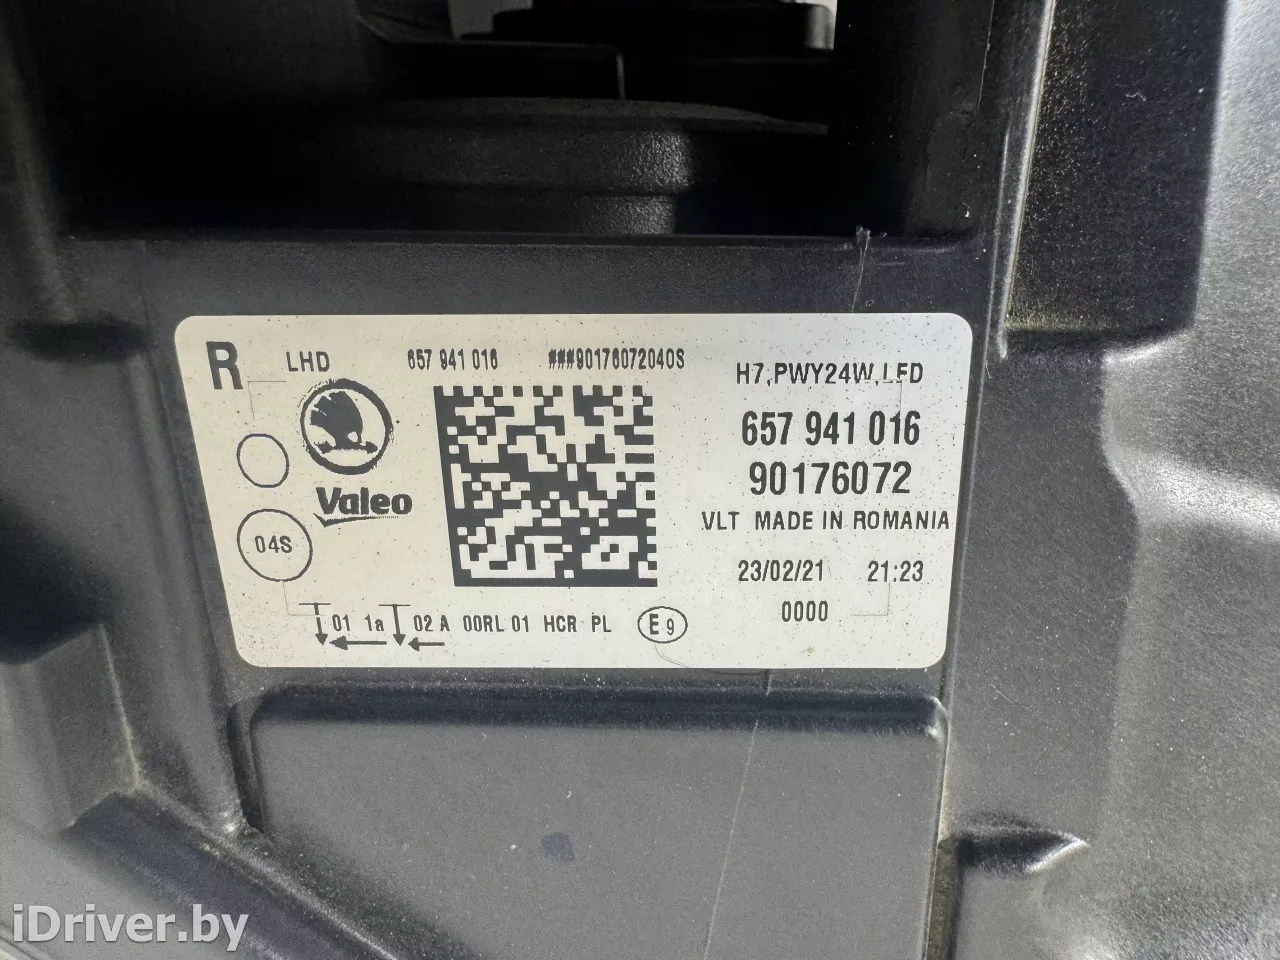 R LHD 657 941 016 ###90176072040S
H7,PWY24W,LED
657 941 016
90176072
Valeo
VLT MADE IN ROMANIA
04S
23/02/21 21:23
0000
01 1a 02 A 00RL 01 HCR PL E9
iDriver.by